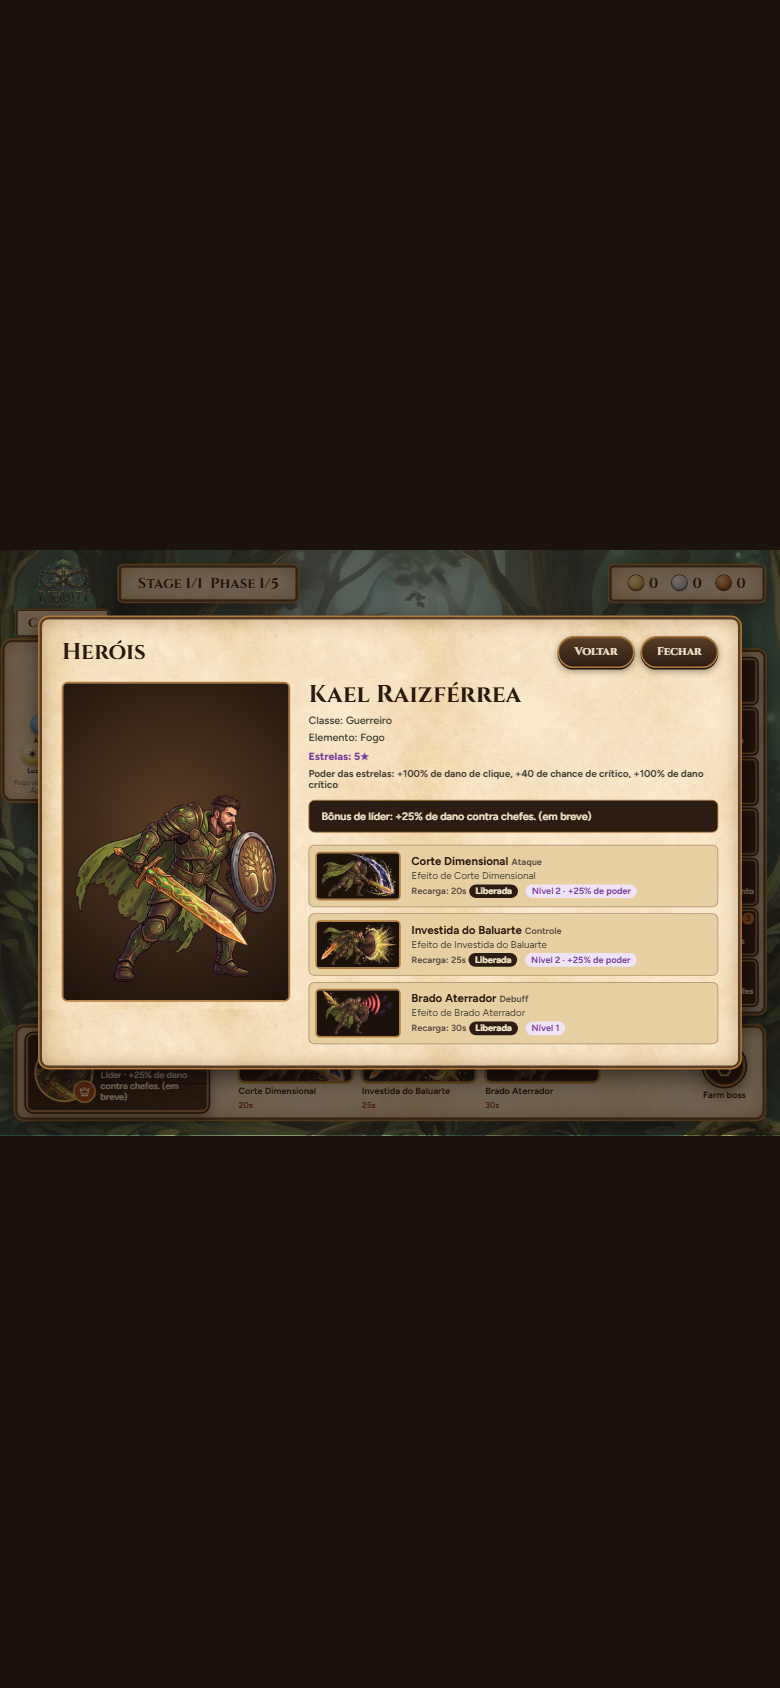 Stage 1/1 Phase 1/5
0 0 0
Heróis
Voltar
Fechar
Kael Raizférrea
Classe: Guerreiro
Elemento: Fogo
Estrelas: 5★
Poder das estrelas: +100% de dano de clique, +40 de chance de crítico, +100% de dano
crítico
Bônus de líder: +25% de dano contra chefes. (em breve)
Corte Dimensional Ataque
Efeito de Corte Dimensional
Recarga: 20s Liberada Nível 2 · +25% de poder
Investida do Baluarte Controle
Efeito de Investida do Baluarte
Recarga: 25s Liberada Nível 2 · +25% de poder
Brado Aterrador Debuff
Efeito de Brado Aterrador
Recarga: 30s Liberada Nível 1
3
Líder · +25% de dano
contra chefes. (em
breve)
Corte Dimensional
20s
Investida do Baluarte
25s
Brado Aterrador
30s
Farm boss